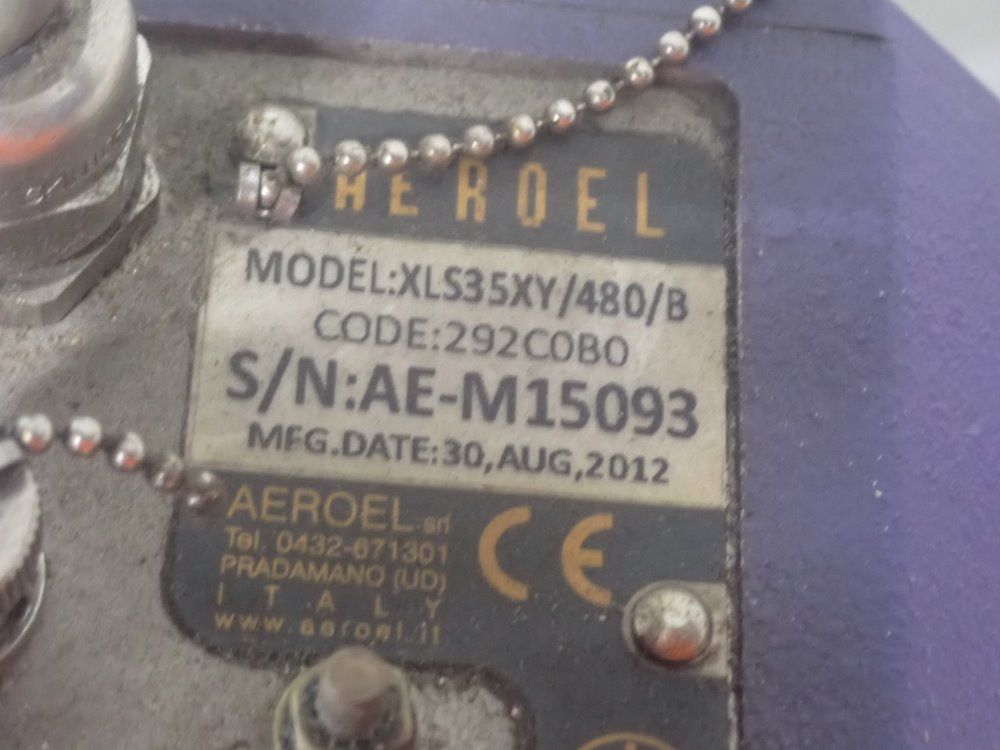 AEROEL
MODEL:XLS35XY/480/B
CODE:292C0B0
S/N:AE-M15093
MFG.DATE:30,AUG,2012
AEROEL srl
Tel. 0432-671301
PRADAMANO (UD)
ITALY
www.aeroel.it
CE